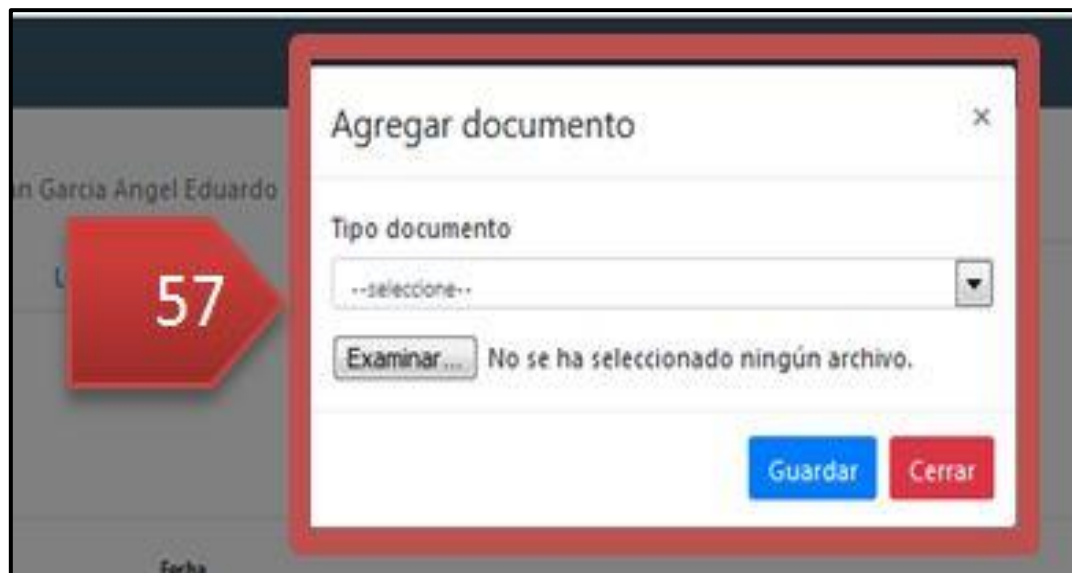 Agregar documento
×
n Garcia Angel Eduardo
Tipo documento
57
--seleccione--
Examinar... No se ha seleccionado ningún archivo.
Guardar Cerrar
Fecha